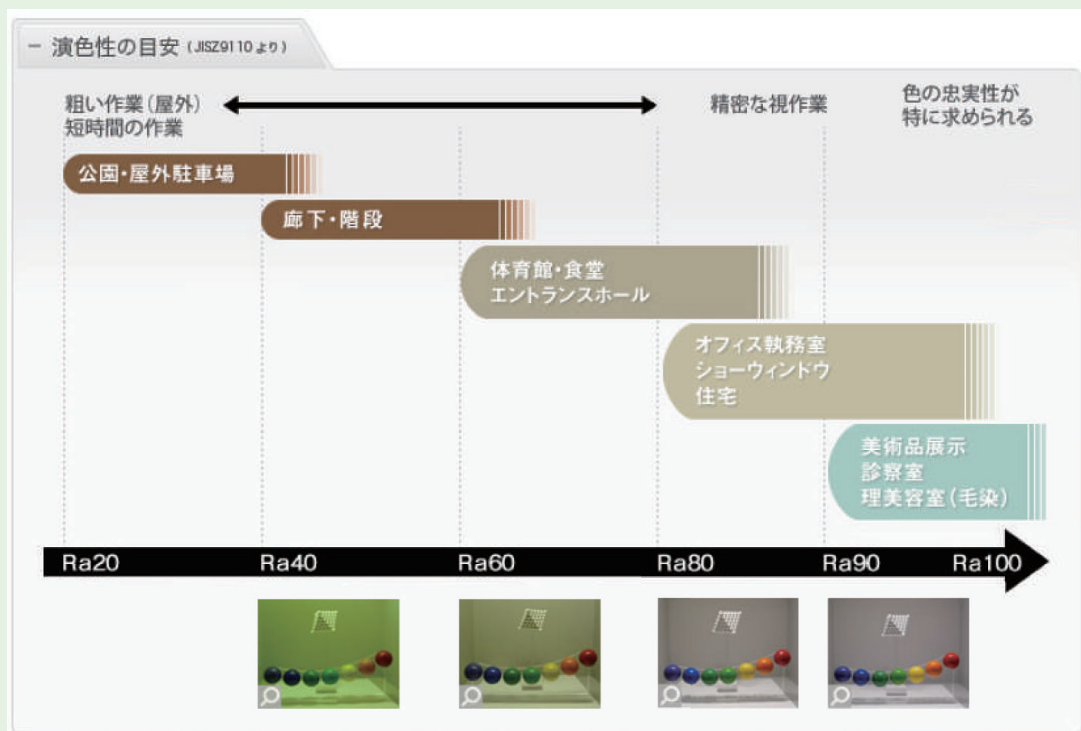 − 演色性の目安（JISZ9110より）
粗い作業（屋外）
短時間の作業
精密な視作業
色の忠実性が
特に求められる
公園・屋外駐車場
廊下・階段
体育館・食堂
エントランスホール
オフィス執務室
ショーウィンドウ
住宅
美術品展示
診察室
理美容室（毛染）
Ra20 Ra40 Ra60 Ra80 Ra90 Ra100